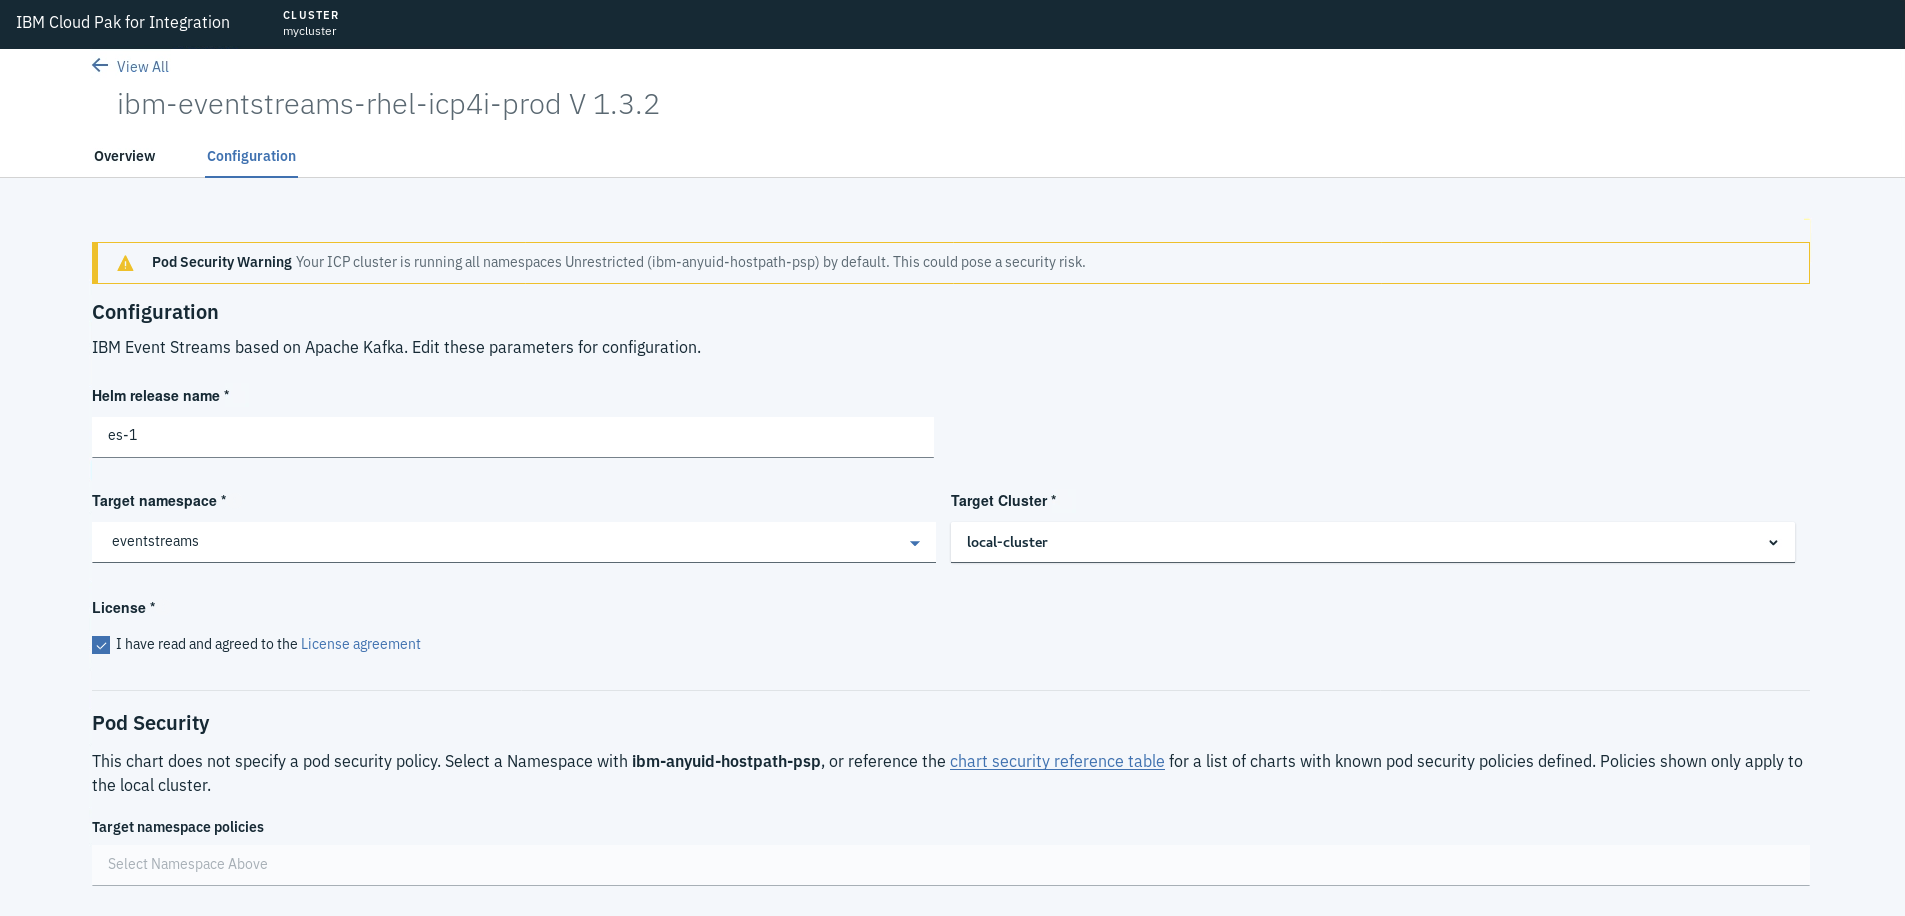 IBM Cloud Pak for Integration
CLUSTER
mycluster
View All
ibm-eventstreams-rhel-icp4i-prod V 1.3.2
Overview
Configuration
Pod Security Warning Your ICP cluster is running all namespaces Unrestricted (ibm-anyuid-hostpath-psp) by default. This could pose a security risk.
Configuration
IBM Event Streams based on Apache Kafka. Edit these parameters for configuration.
Helm release name *
es-1
Target namespace *
eventstreams
Target Cluster *
local-cluster
License *
I have read and agreed to the License agreement
Pod Security
This chart does not specify a pod security policy. Select a Namespace with ibm-anyuid-hostpath-psp, or reference the chart security reference table for a list of charts with known pod security policies defined. Policies shown only apply to
the local cluster.
Target namespace policies
Select Namespace Above